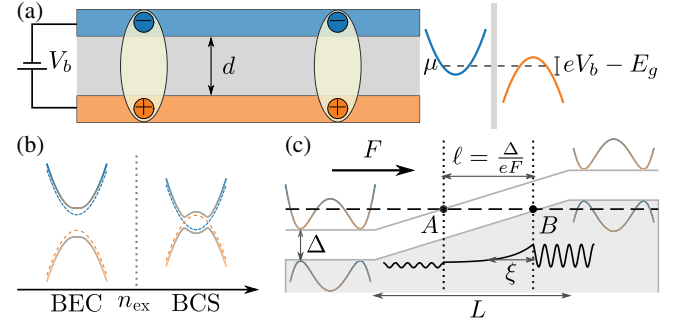 (a)
−
−
V_b
d
+
+
μ
eV_b − E_g
(b)
BEC
n_ex
BCS
(c)
F
ℓ = Δ/eF
A
B
Δ
ξ
L